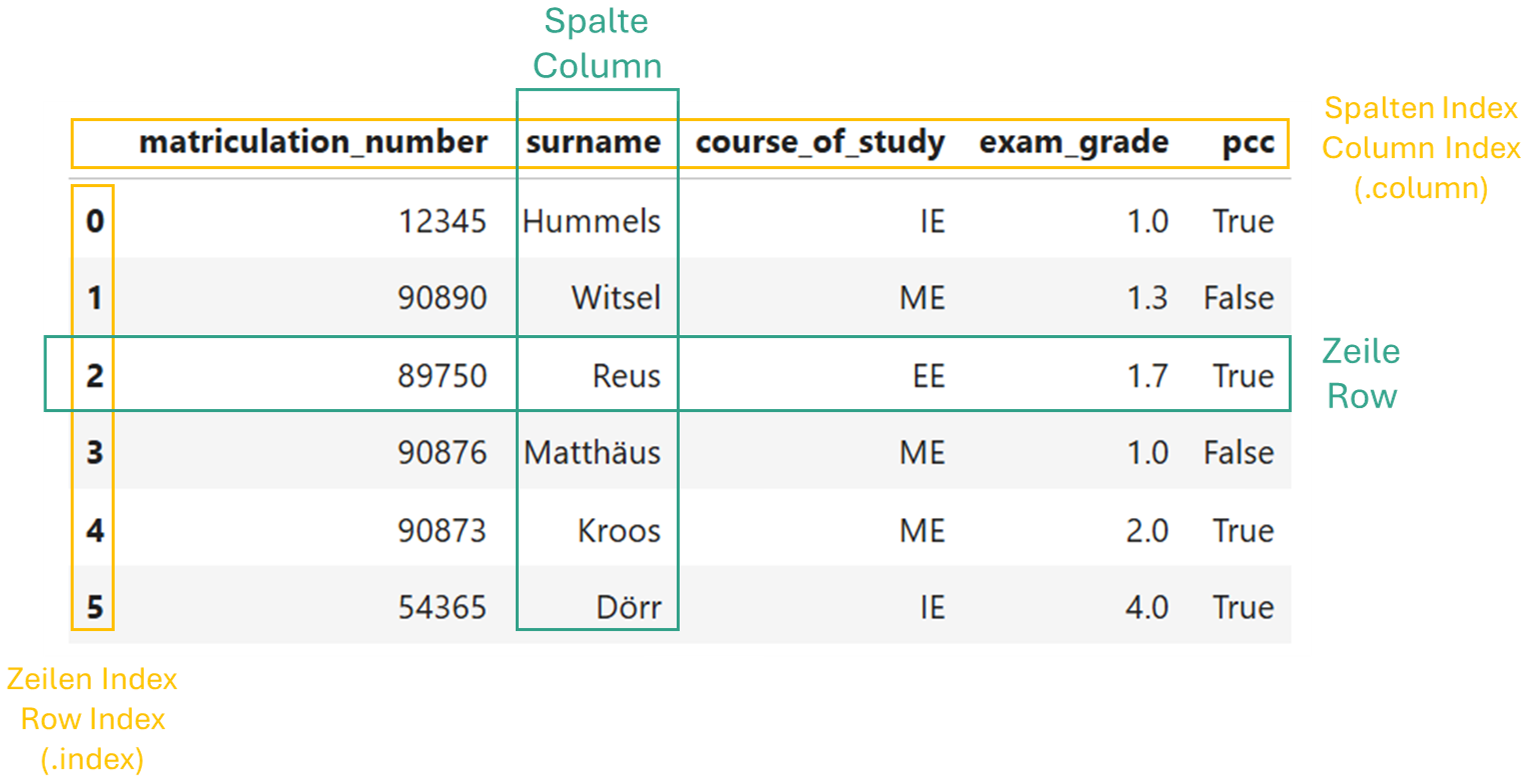 Spalte
Column
Spalten Index
Column Index
(.column)
matriculation_number surname course_of_study exam_grade pcc
0 12345 Hummels IE 1.0 True
1 90890 Witsel ME 1.3 False
2 89750 Reus EE 1.7 True
Zeile
Row
3 90876 Matthäus ME 1.0 False
4 90873 Kroos ME 2.0 True
5 54365 Dörr IE 4.0 True
Zeilen Index
Row Index
(.index)